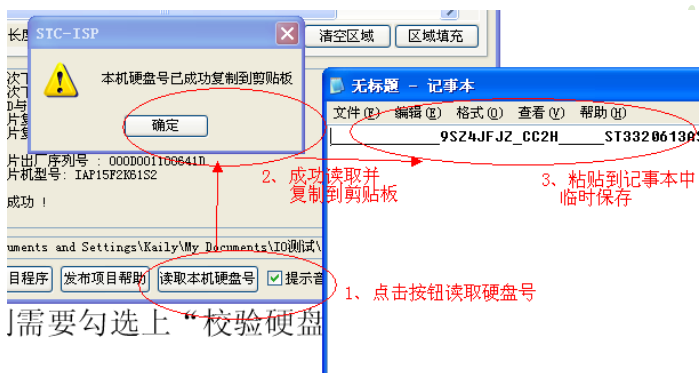 长度
清空区域
区域填充
STC-ISP
本机硬盘号已成功复制到剪贴板
确定
片出厂序列号 : 000D001100641D
片机型号: IAP15F2K61S2
成功 !
无标题 - 记事本
文件(F) 编辑(E) 格式(O) 查看(V) 帮助(H)
_________9SZ4JFJZ_CC2H_____ST3320613AS
2、成功读取并
复制到剪贴板
3、粘贴到记事本中
临时保存
uments and Settings\Kaily\My Documents\IO测试\
目程序
发布项目帮助
读取本机硬盘号
提示音
1、点击按钮读取硬盘号
需要勾选上“校验硬盘